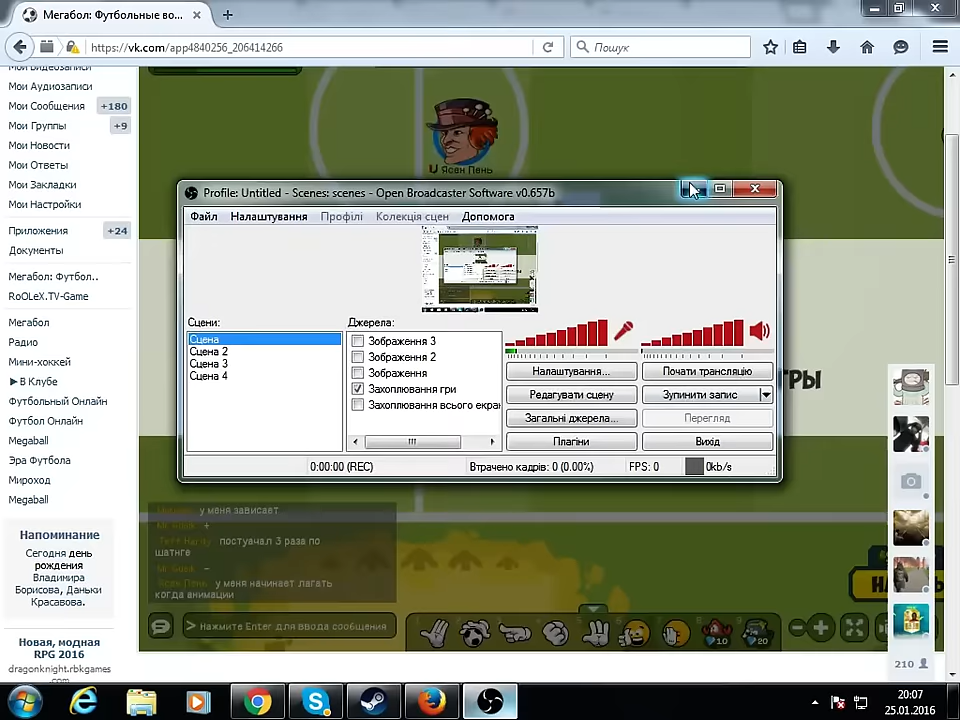 Мегабол: Футбольные во...
https://vk.com/app4840256_206414266
Пошук
Мои Видеозаписи
Мои Аудиозаписи
Мои Сообщения +180
Мои Группы +9
Мои Новости
Мои Ответы
Мои Закладки
Мои Настройки
Приложения +24
Документы
Мегабол: Футбол..
RoOLeX.TV-Game
Мегабол
Радио
Мини-хоккей
►В Клубе
Футбольный Онлайн
Футбол Онлайн
Megaball
Эра Футбола
Мироход
Megaball
Напоминание
Сегодня день
рождения
Владимира
Борисова, Даньки
Красавова.
Новая, модная
RPG 2016
dragonknight.rbkgames
.com
U Ясен Пень
Profile: Untitled - Scenes: scenes - Open Broadcaster Software v0.657b
Файл Налаштування Профілі Колекція сцен Допомога
Сцени:
Сцена
Сцена 2
Сцена 3
Сцена 4
Джерела:
Зображення 3
Зображення 2
Зображення
Захоплювання гри
Захоплювання всього екран
Налаштування... Почати трансляцію
Редагувати сцену Зупинити запис
Загальні джерела... Перегляд
Плагіни Вихід
0:00:00 (REC) Втрачено кадрів: 0 (0.00%) FPS: 0 0kb/s
ГРЫ
у меня зависает
+
постуачал 3 раза по
шатнге
–
Ясен Пень: у меня начинает лагать
когда анимации
> Нажмите Enter для ввода сообщения
10
20
210
20:07
25.01.2016